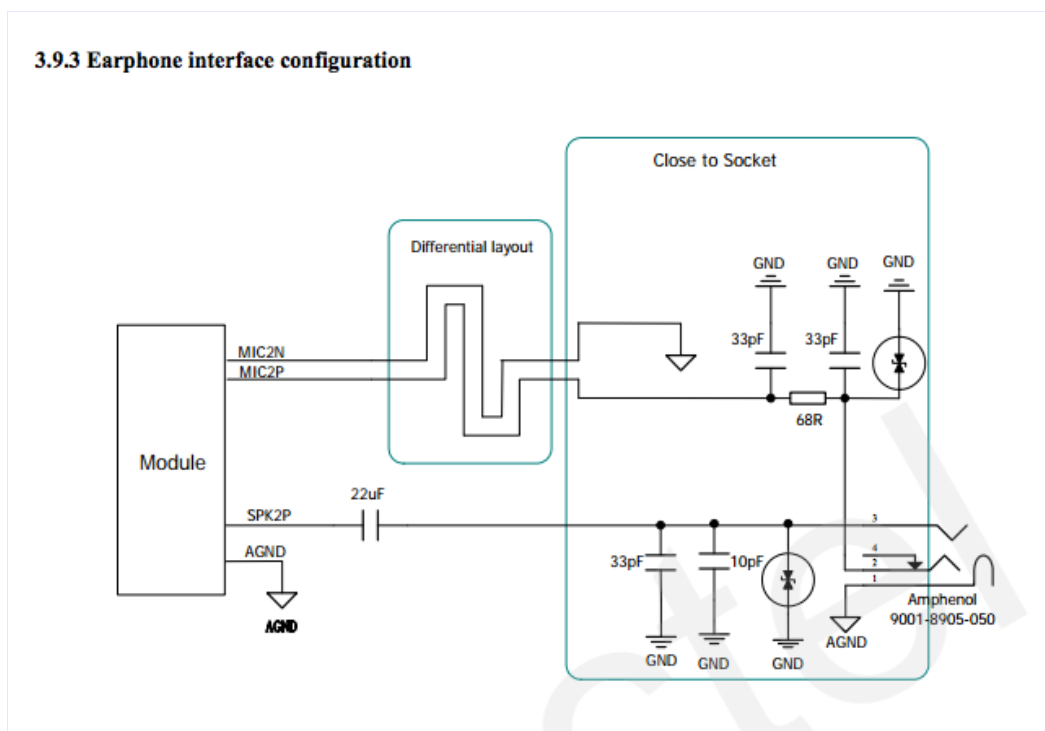 3.9.3 Earphone interface configuration
Close to Socket
Differential layout
GND
GND
GND
33pF
33pF
MIC2N
MIC2P
68R
Module
22uF
SPK2P
3
AGND
4
33pF
10pF
2
1
Amphenol
9001-8905-050
AGND
AGND
GND
GND
GND
ctel